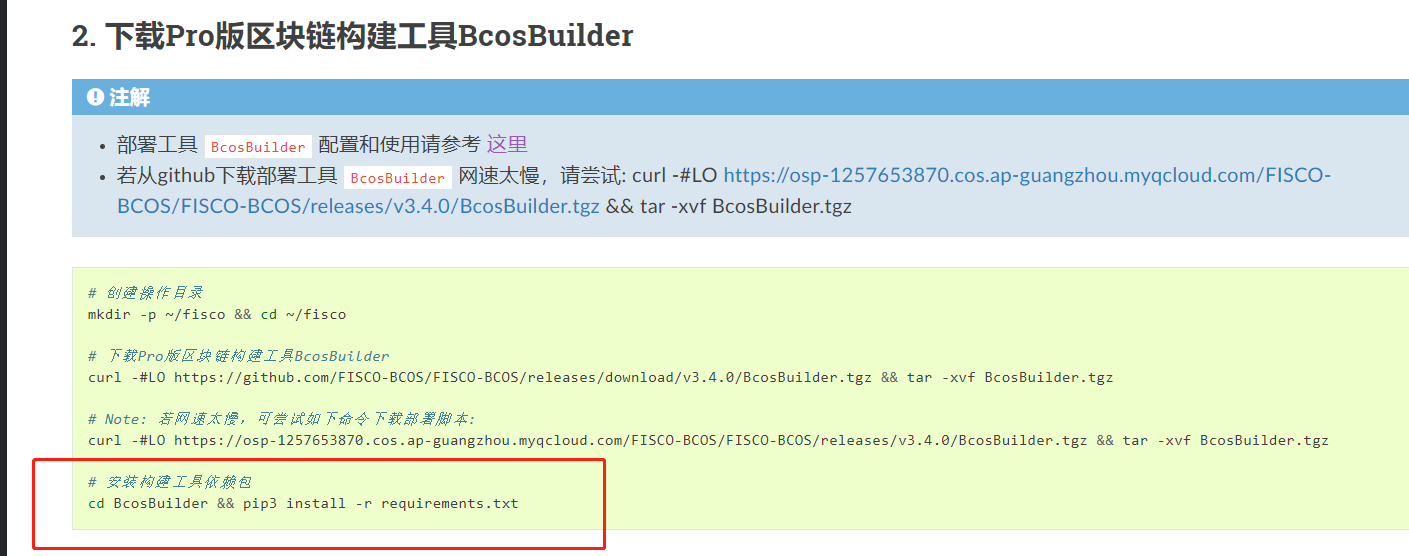 2. 下载Pro版区块链构建工具BcosBuilder
注解
部署工具 BcosBuilder 配置和使用请参考 这里
若从github下载部署工具 BcosBuilder 网速太慢，请尝试: curl -#LO https://osp-1257653870.cos.ap-guangzhou.myqcloud.com/FISCO-
BCOS/FISCO-BCOS/releases/v3.4.0/BcosBuilder.tgz && tar -xvf BcosBuilder.tgz
# 创建操作目录
mkdir -p ~/fisco && cd ~/fisco
# 下载Pro版区块链构建工具BcosBuilder
curl -#LO https://github.com/FISCO-BCOS/FISCO-BCOS/releases/download/v3.4.0/BcosBuilder.tgz && tar -xvf BcosBuilder.tgz
# Note: 若网速太慢，可尝试如下命令下载部署脚本:
curl -#LO https://osp-1257653870.cos.ap-guangzhou.myqcloud.com/FISCO-BCOS/FISCO-BCOS/releases/v3.4.0/BcosBuilder.tgz && tar -xvf BcosBuilder.tgz
# 安装构建工具依赖包
cd BcosBuilder && pip3 install -r requirements.txt